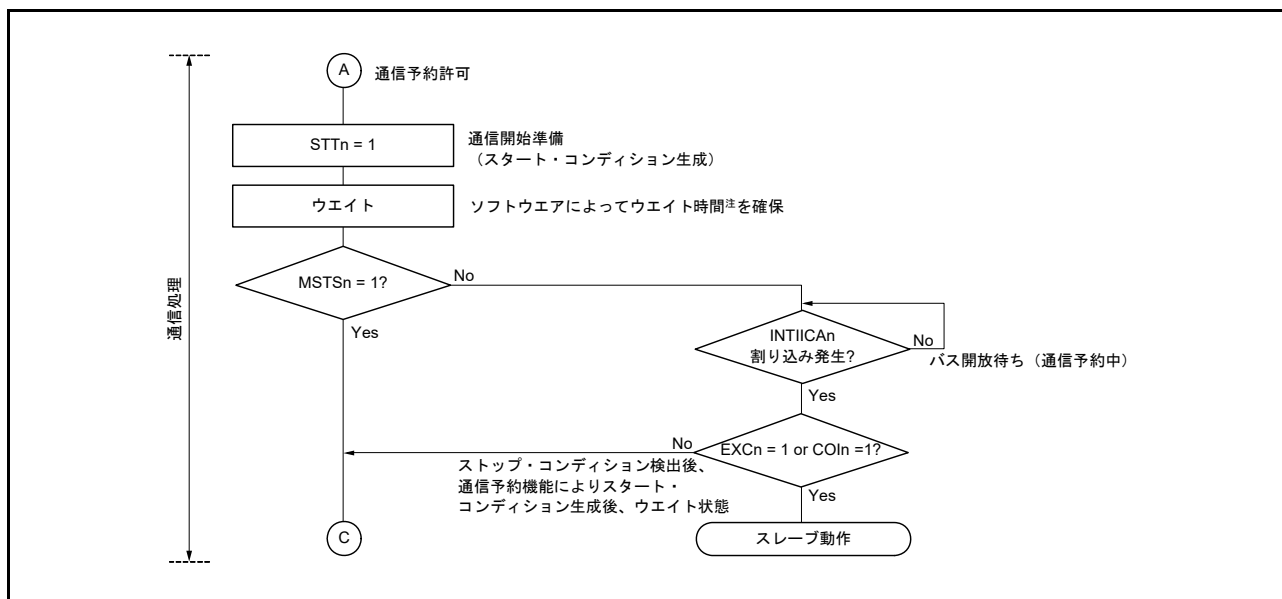 A 通信予約許可
STTn = 1
通信開始準備
（スタート・コンディション生成）
ウエイト
ソフトウエアによってウエイト時間注を確保
MSTSn = 1?
No
Yes
通信処理
INTIICAn
割り込み発生?
No
バス開放待ち（通信予約中）
Yes
EXCn = 1 or COIn =1?
No
ストップ・コンディション検出後、
通信予約機能によりスタート・
コンディション生成後、ウエイト状態
Yes
C
スレーブ動作